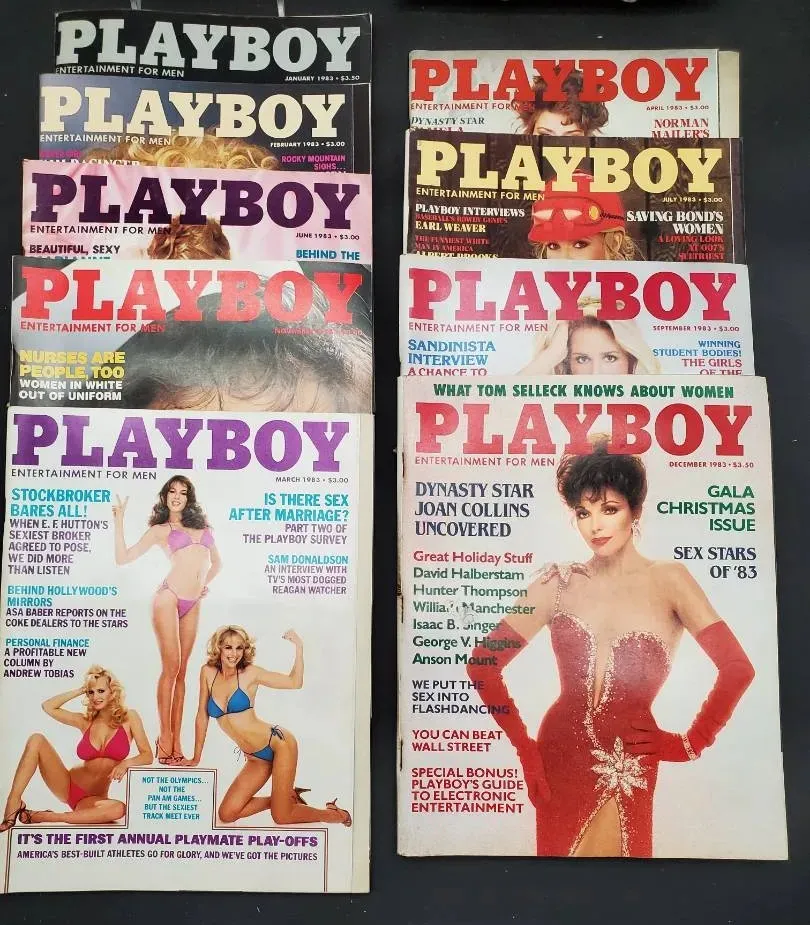 PLAYBOY
ENTERTAINMENT FOR MEN
JANUARY 1983 • $3.50
PLAYBOY
ENTERTAINMENT FOR MEN
FEBRUARY 1983 • $3.00
ROCKY MOUNTAIN
SIGHS...
PLAYBOY
ENTERTAINMENT FOR MEN
JUNE 1983 • $3.00
BEAUTIFUL, SEXY
BEHIND THE
PLAYBOY
ENTERTAINMENT FOR MEN
NURSES ARE
PEOPLE, TOO
WOMEN IN WHITE
OUT OF UNIFORM
PLAYBOY
ENTERTAINMENT FOR MEN
MARCH 1983 • $3.00
STOCKBROKER
BARES ALL!
WHEN E. F. HUTTON'S
SEXIEST BROKER
AGREED TO POSE,
WE DID MORE
THAN LISTEN
BEHIND HOLLYWOOD'S
MIRRORS
ASA BABER REPORTS ON THE
COKE DEALERS TO THE STARS
PERSONAL FINANCE
A PROFITABLE NEW
COLUMN BY
ANDREW TOBIAS
IS THERE SEX
AFTER MARRIAGE?
PART TWO OF
THE PLAYBOY SURVEY
SAM DONALDSON
AN INTERVIEW WITH
TV'S MOST DOGGED
REAGAN WATCHER
NOT THE OLYMPICS...
NOT THE
PAN AM GAMES...
BUT THE SEXIEST
TRACK MEET EVER
IT'S THE FIRST ANNUAL PLAYMATE PLAY-OFFS
AMERICA'S BEST-BUILT ATHLETES GO FOR GLORY, AND WE'VE GOT THE PICTURES
PLAYBOY
ENTERTAINMENT FOR
APRIL 1983 • $3.00
DYNASTY STAR
NORMAN
MAILER'S
PLAYBOY
ENTERTAINMENT FOR MEN
JULY 1983 • $3.00
PLAYBOY INTERVIEWS
BASEBALL'S ROWDY GENIUS
EARL WEAVER
THE FUNNIEST WHITE
MAN IN AMERICA
ALBERT BROOKS
SAVING BOND'S
WOMEN
A LOVING LOOK
AT 007'S
SULTRIEST
PLAYBOY
ENTERTAINMENT FOR MEN
SEPTEMBER 1983 • $3.00
SANDINISTA
INTERVIEW
A CHANCE TO
WINNING
STUDENT BODIES!
THE GIRLS
OF THE
WHAT TOM SELLECK KNOWS ABOUT WOMEN
PLAYBOY
ENTERTAINMENT FOR MEN
DECEMBER 1983 • $3.50
DYNASTY STAR
JOAN COLLINS
UNCOVERED
Great Holiday Stuff
David Halberstam
Hunter Thompson
William Manchester
Isaac B. Singer
George V. Higgins
Anson Mount
WE PUT THE
SEX INTO
FLASHDANCING
YOU CAN BEAT
WALL STREET
SPECIAL BONUS!
PLAYBOY'S GUIDE
TO ELECTRONIC
ENTERTAINMENT
GALA
CHRISTMAS
ISSUE
SEX STARS
OF '83